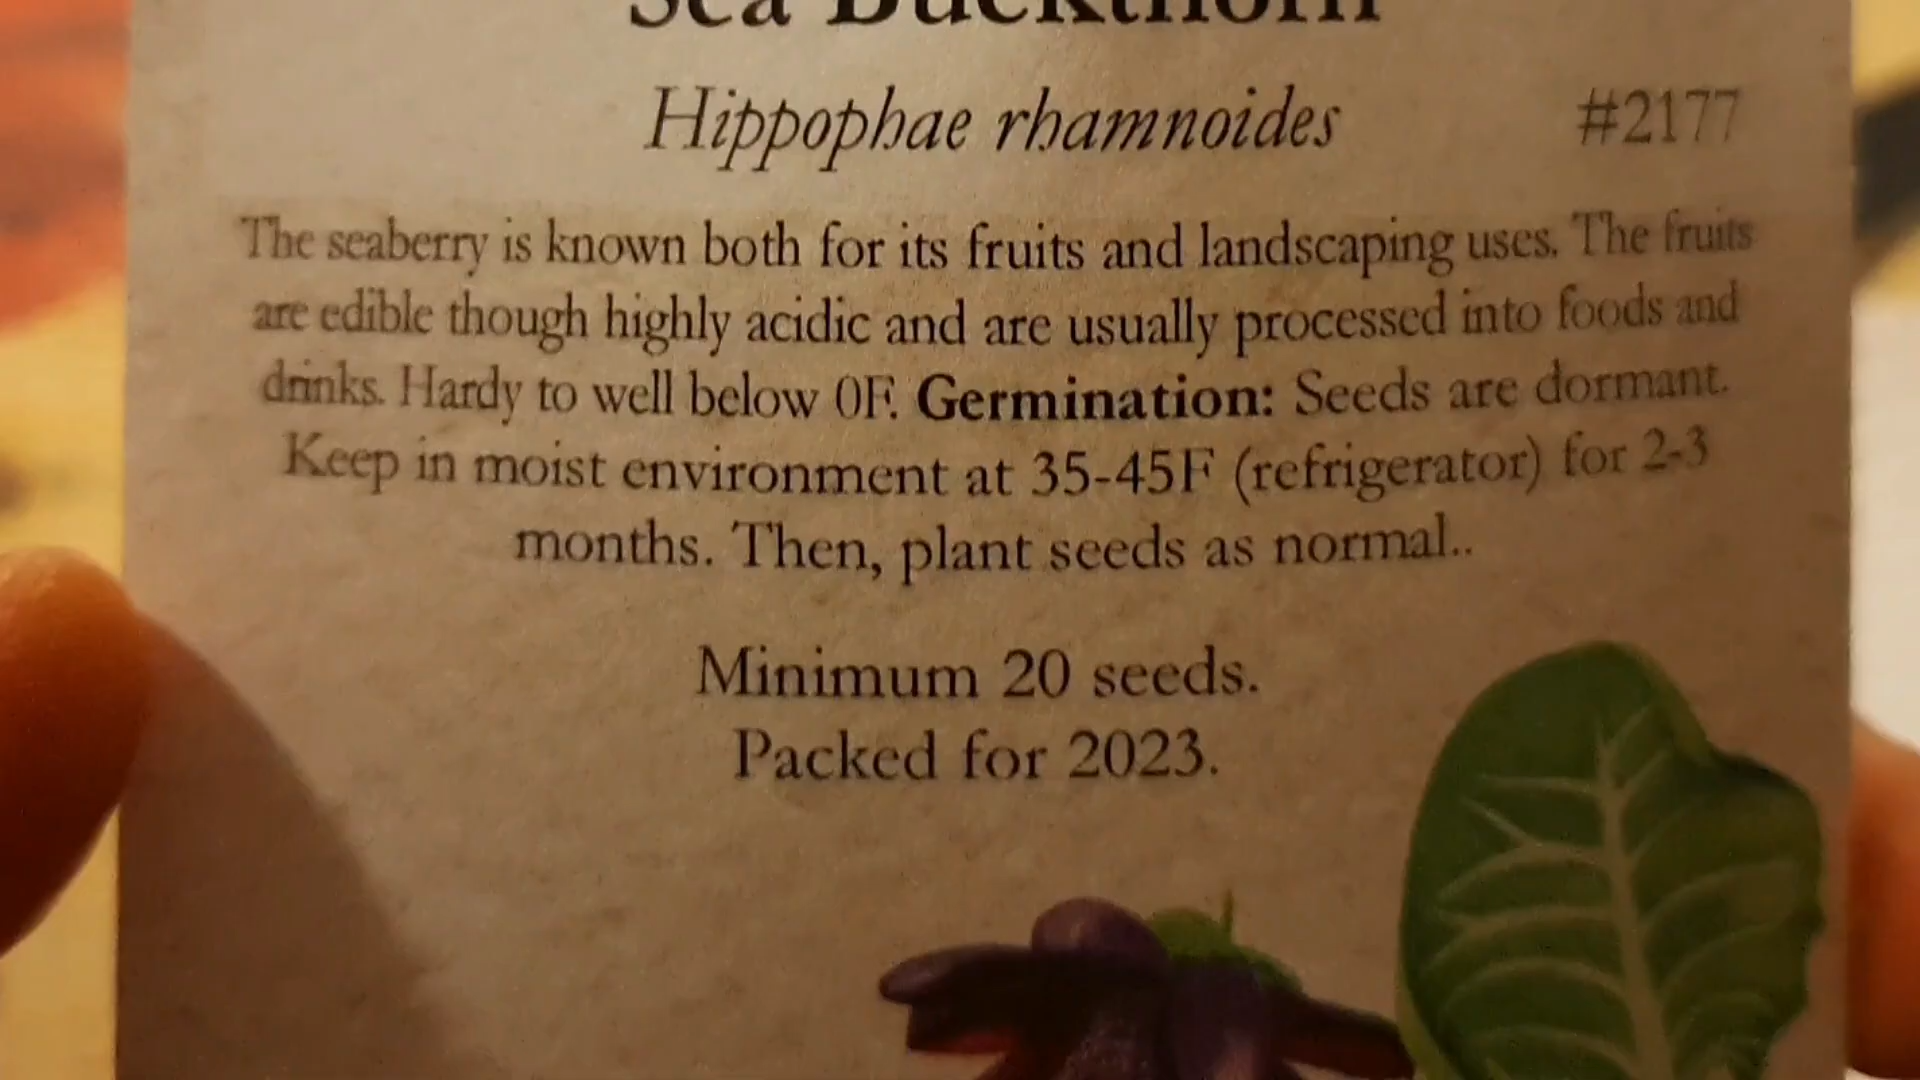 Sea Buckthorn
Hippophae rhamnoides #2177
The seaberry is known both for its fruits and landscaping uses. The fruits
are edible though highly acidic and are usually processed into foods and
drinks. Hardy to well below 0F. Germination: Seeds are dormant.
Keep in moist environment at 35-45F (refrigerator) for 2-3
months. Then, plant seeds as normal..
Minimum 20 seeds.
Packed for 2023.